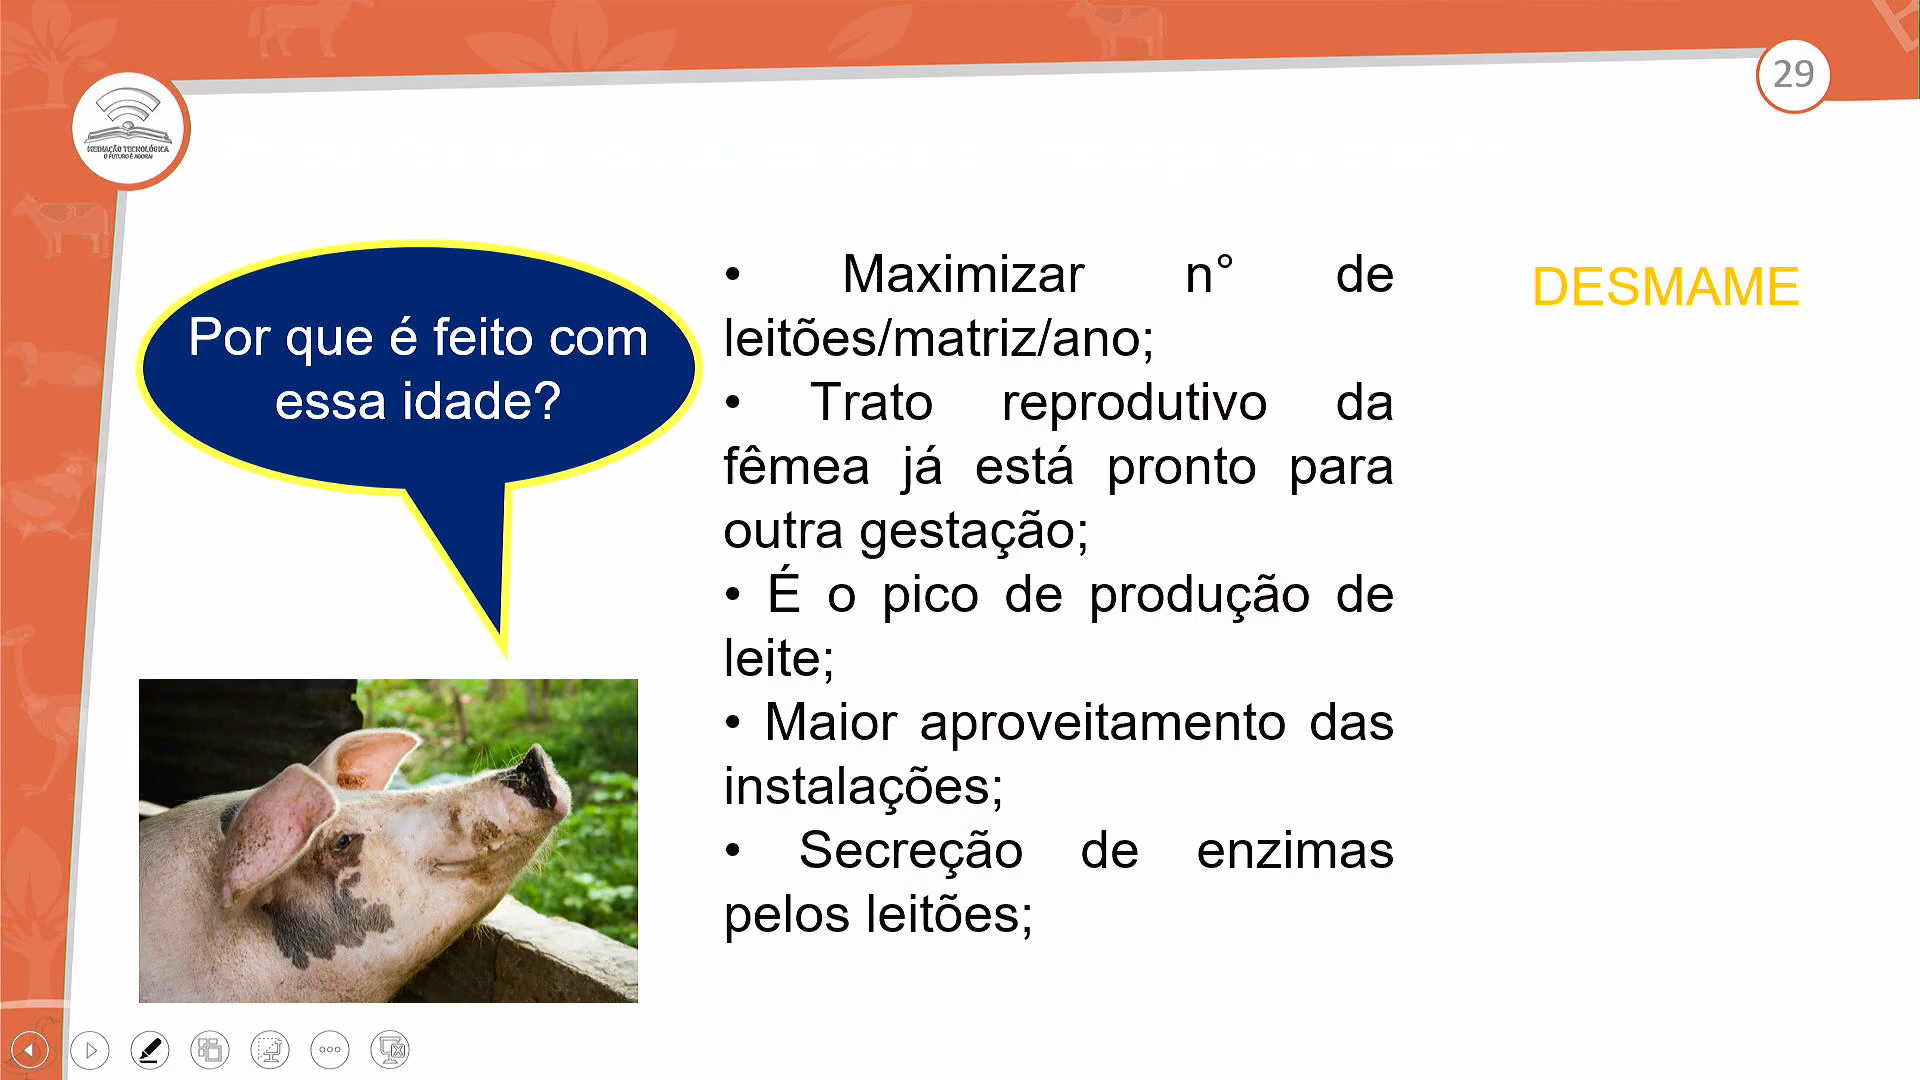 29
MEDIAÇÃO TECNOLÓGICA
O FUTURO É AGORA!
Por que é feito com
essa idade?
• Maximizar n° de
leitões/matriz/ano;
• Trato reprodutivo da
fêmea já está pronto para
outra gestação;
• É o pico de produção de
leite;
• Maior aproveitamento das
instalações;
• Secreção de enzimas
pelos leitões;
DESMAME